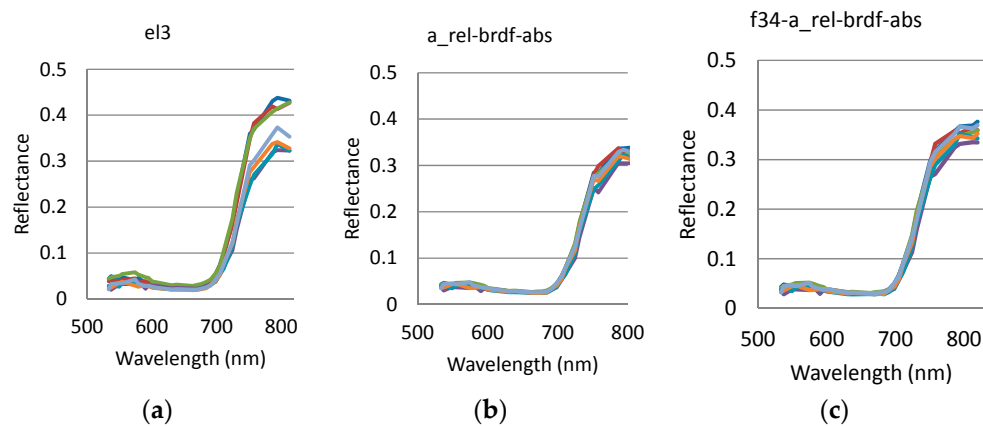 el3
0.5
0.4
0.3
0.2
0.1
0
Reflectance
500 600 700 800
Wavelength (nm)
(a)
a_rel-brdf-abs
0.5
0.4
0.3
0.2
0.1
0
Reflectance
500 600 700 800
Wavelength (nm)
(b)
f34-a_rel-brdf-abs
0.5
0.4
0.3
0.2
0.1
0
Reflectance
500 600 700 800
Wavelength (nm)
(c)